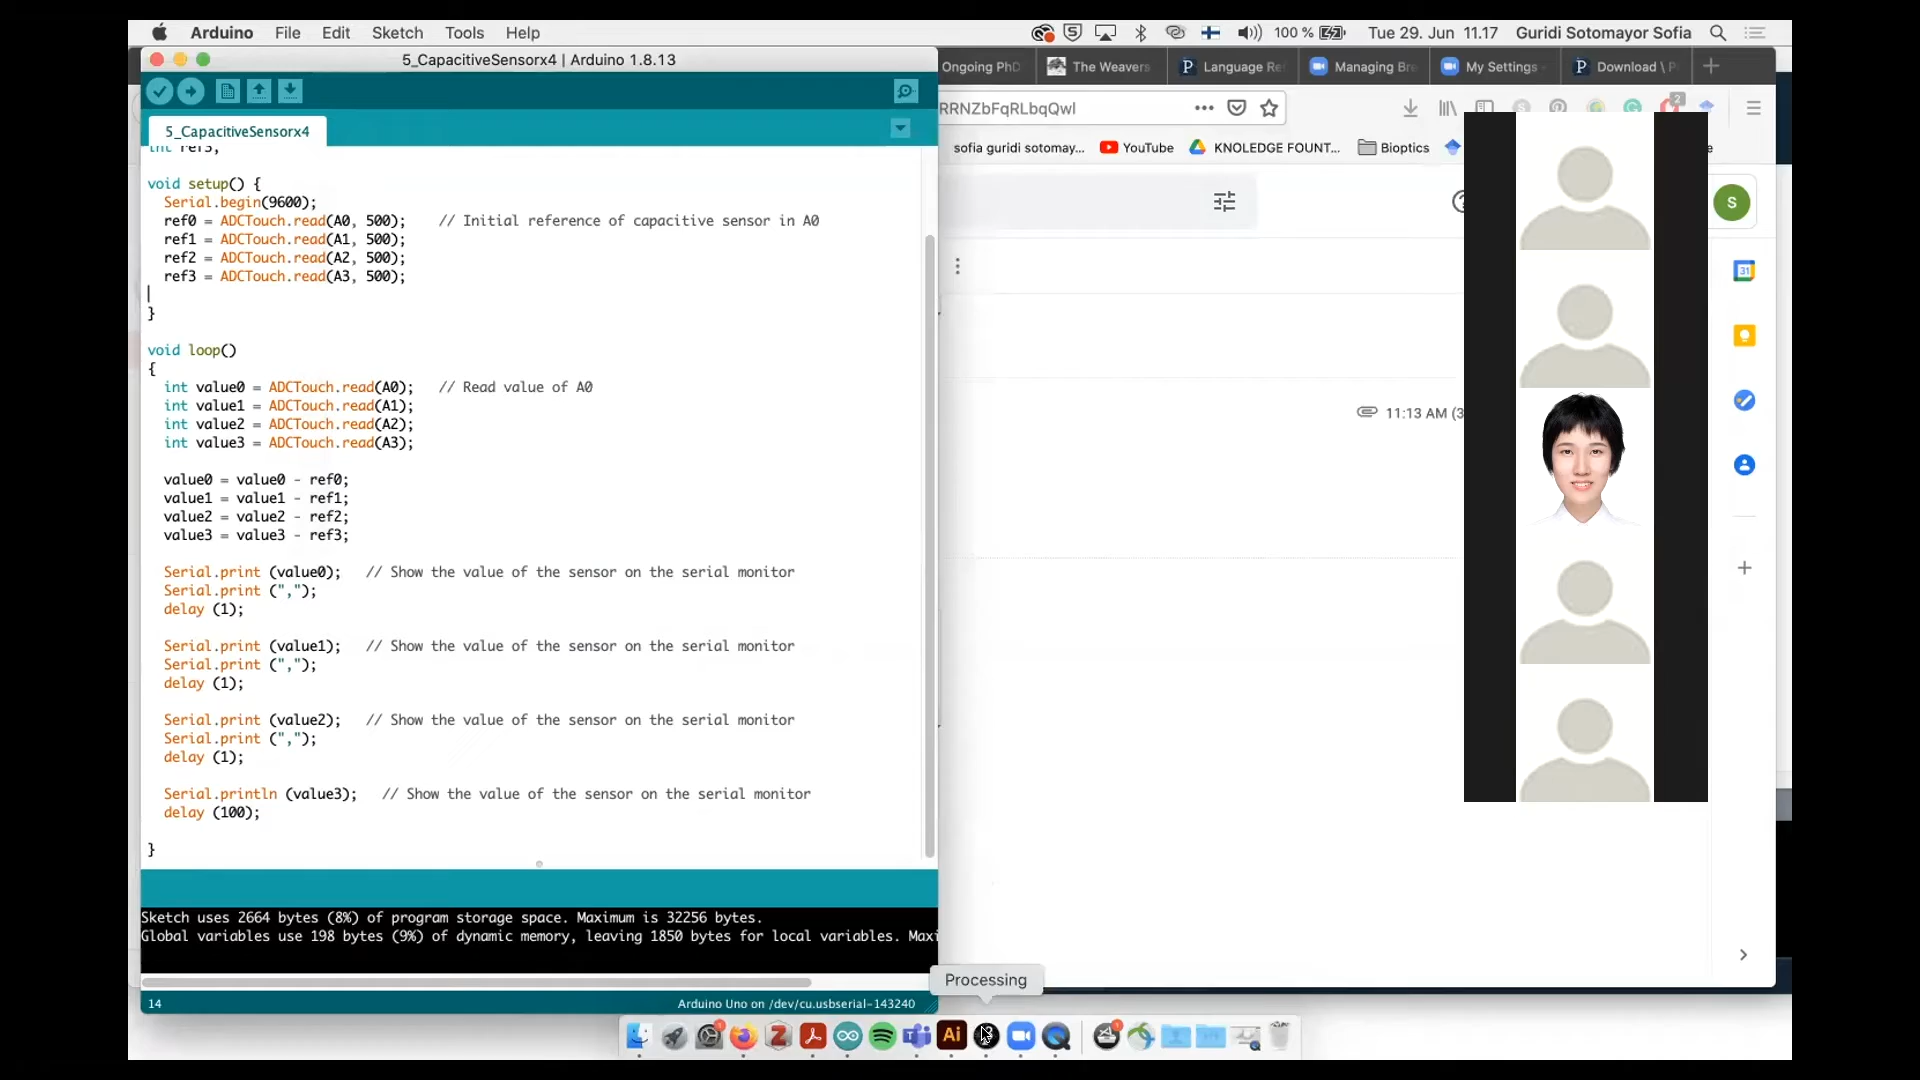 Arduino File Edit Sketch Tools Help
100 % Tue 29. Jun 11.17 Guridi Sotomayor Sofia
5_CapacitiveSensorx4 | Arduino 1.8.13
Ongoing PhD The Weavers Language Re Managing Bre My Settings Download \ P
RRNZbFqRLbqQwI
2
5_CapacitiveSensorx4
sofia guridi sotomay... YouTube KNOLEDGE FOUNT... Bioptics
int ref3;
void setup() {
Serial.begin(9600);
ref0 = ADCTouch.read(A0, 500); // Initial reference of capacitive sensor in A0
ref1 = ADCTouch.read(A1, 500);
ref2 = ADCTouch.read(A2, 500);
ref3 = ADCTouch.read(A3, 500);
}
void loop()
{
int value0 = ADCTouch.read(A0); // Read value of A0
int value1 = ADCTouch.read(A1);
int value2 = ADCTouch.read(A2);
int value3 = ADCTouch.read(A3);
value0 = value0 - ref0;
value1 = value1 - ref1;
value2 = value2 - ref2;
value3 = value3 - ref3;
Serial.print (value0); // Show the value of the sensor on the serial monitor
Serial.print (",");
delay (1);
Serial.print (value1); // Show the value of the sensor on the serial monitor
Serial.print (",");
delay (1);
Serial.print (value2); // Show the value of the sensor on the serial monitor
Serial.print (",");
delay (1);
Serial.println (value3); // Show the value of the sensor on the serial monitor
delay (100);
}
Sketch uses 2664 bytes (8%) of program storage space. Maximum is 32256 bytes.
Global variables use 198 bytes (9%) of dynamic memory, leaving 1850 bytes for local variables. Maxi
14 Arduino Uno on /dev/cu.usbserial-143240
S
31
11:13 AM (3
Processing
Ai